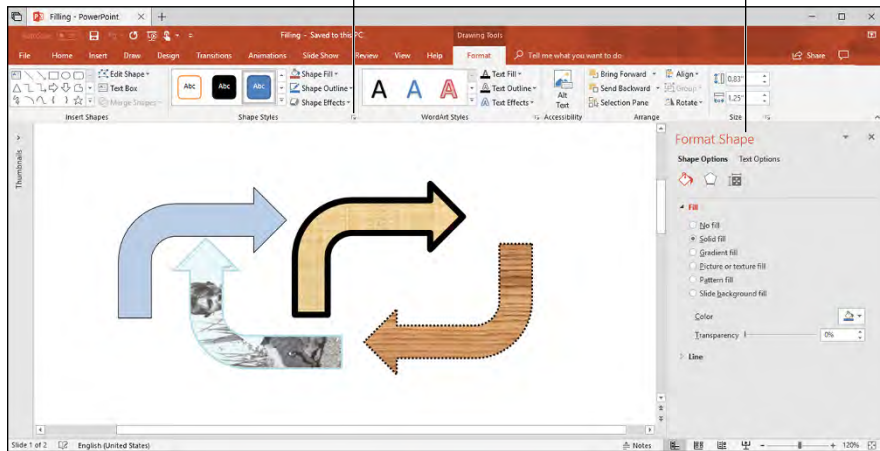 Filling - PowerPoint
AutoSave
Filling - Saved to this PC
Drawing Tools
File Home Insert Draw Design Transitions Animations Slide Show Review View Help Format Tell me what you want to do Share
Edit Shape
Text Box
Merge Shapes
Insert Shapes
Abc Abc Abc
Shape Fill
Shape Outline
Shape Effects
Shape Styles
A A A
Text Fill
Text Outline
Text Effects
WordArt Styles
Alt
Text
Accessibility
Bring Forward
Send Backward
Selection Pane
Align
Group
Rotate
Arrange
0.83"
1.25"
Size
Thumbnails
Format Shape
Shape Options Text Options
Fill
No fill
Solid fill
Gradient fill
Picture or texture fill
Pattern fill
Slide background fill
Color
Transparency 0%
Line
Slide 1 of 2 English (United States) Notes 120%